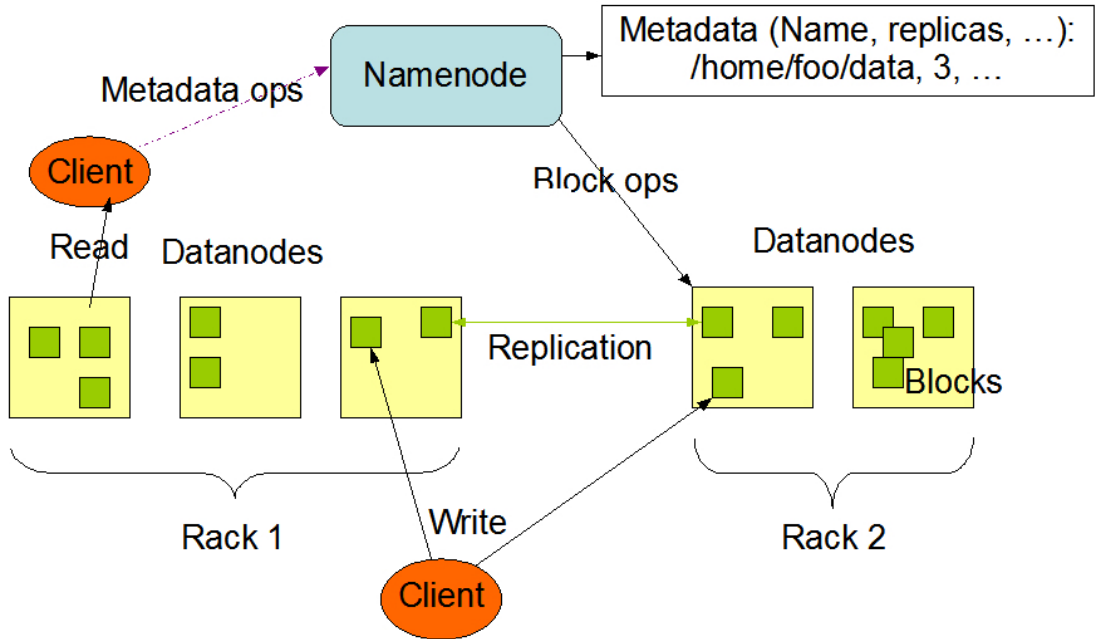 Metadata (Name, replicas, …):
/home/foo/data, 3, …
Namenode
Metadata ops
Client
Block ops
Read
Datanodes
Datanodes
Replication
Blocks
Rack 1
Write
Rack 2
Client